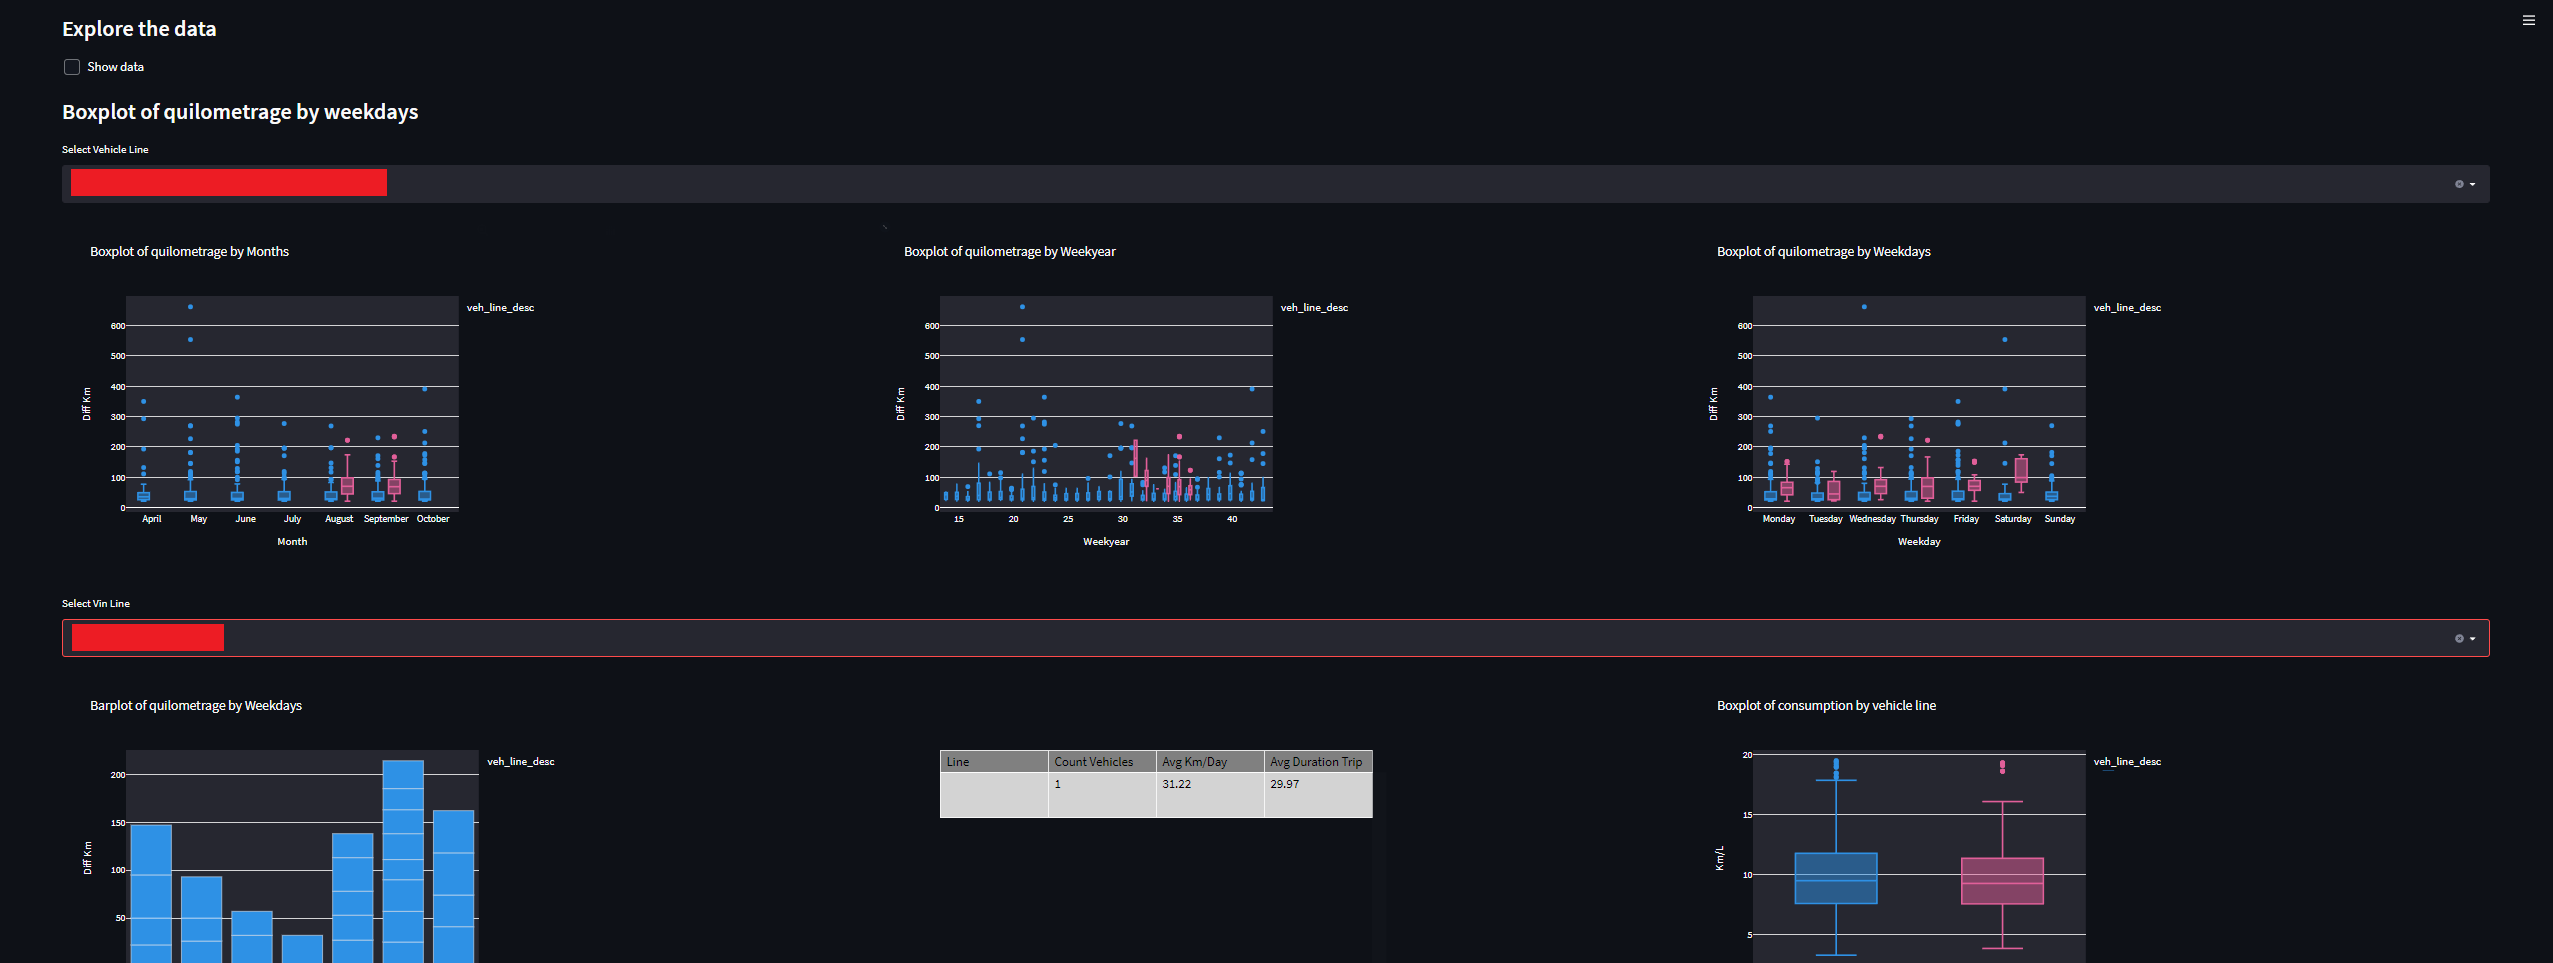 Explore the data
Show data
Boxplot of quilometrage by weekdays
Select Vehicle Line
Boxplot of quilometrage by Months
veh_line_desc
600
500
400
300
200
100
0
Diff Km
April May June July August September October
Month
Boxplot of quilometrage by Weekyear
veh_line_desc
600
500
400
300
200
100
0
Diff Km
15 20 25 30 35 40
Weekyear
Boxplot of quilometrage by Weekdays
veh_line_desc
600
500
400
300
200
100
0
Diff Km
Monday Tuesday Wednesday Thursday Friday Saturday Sunday
Weekday
Select Vin Line
Barplot of quilometrage by Weekdays
veh_line_desc
200
150
100
50
Diff Km
Line Count Vehicles Avg Km/Day Avg Duration Trip
1 31.22 29.97
Boxplot of consumption by vehicle line
veh_line_desc
20
15
10
5
Km/L